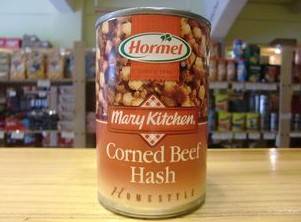 Hormel
Mary Kitchen
Corned Beef
Hash
HOMESTYLE